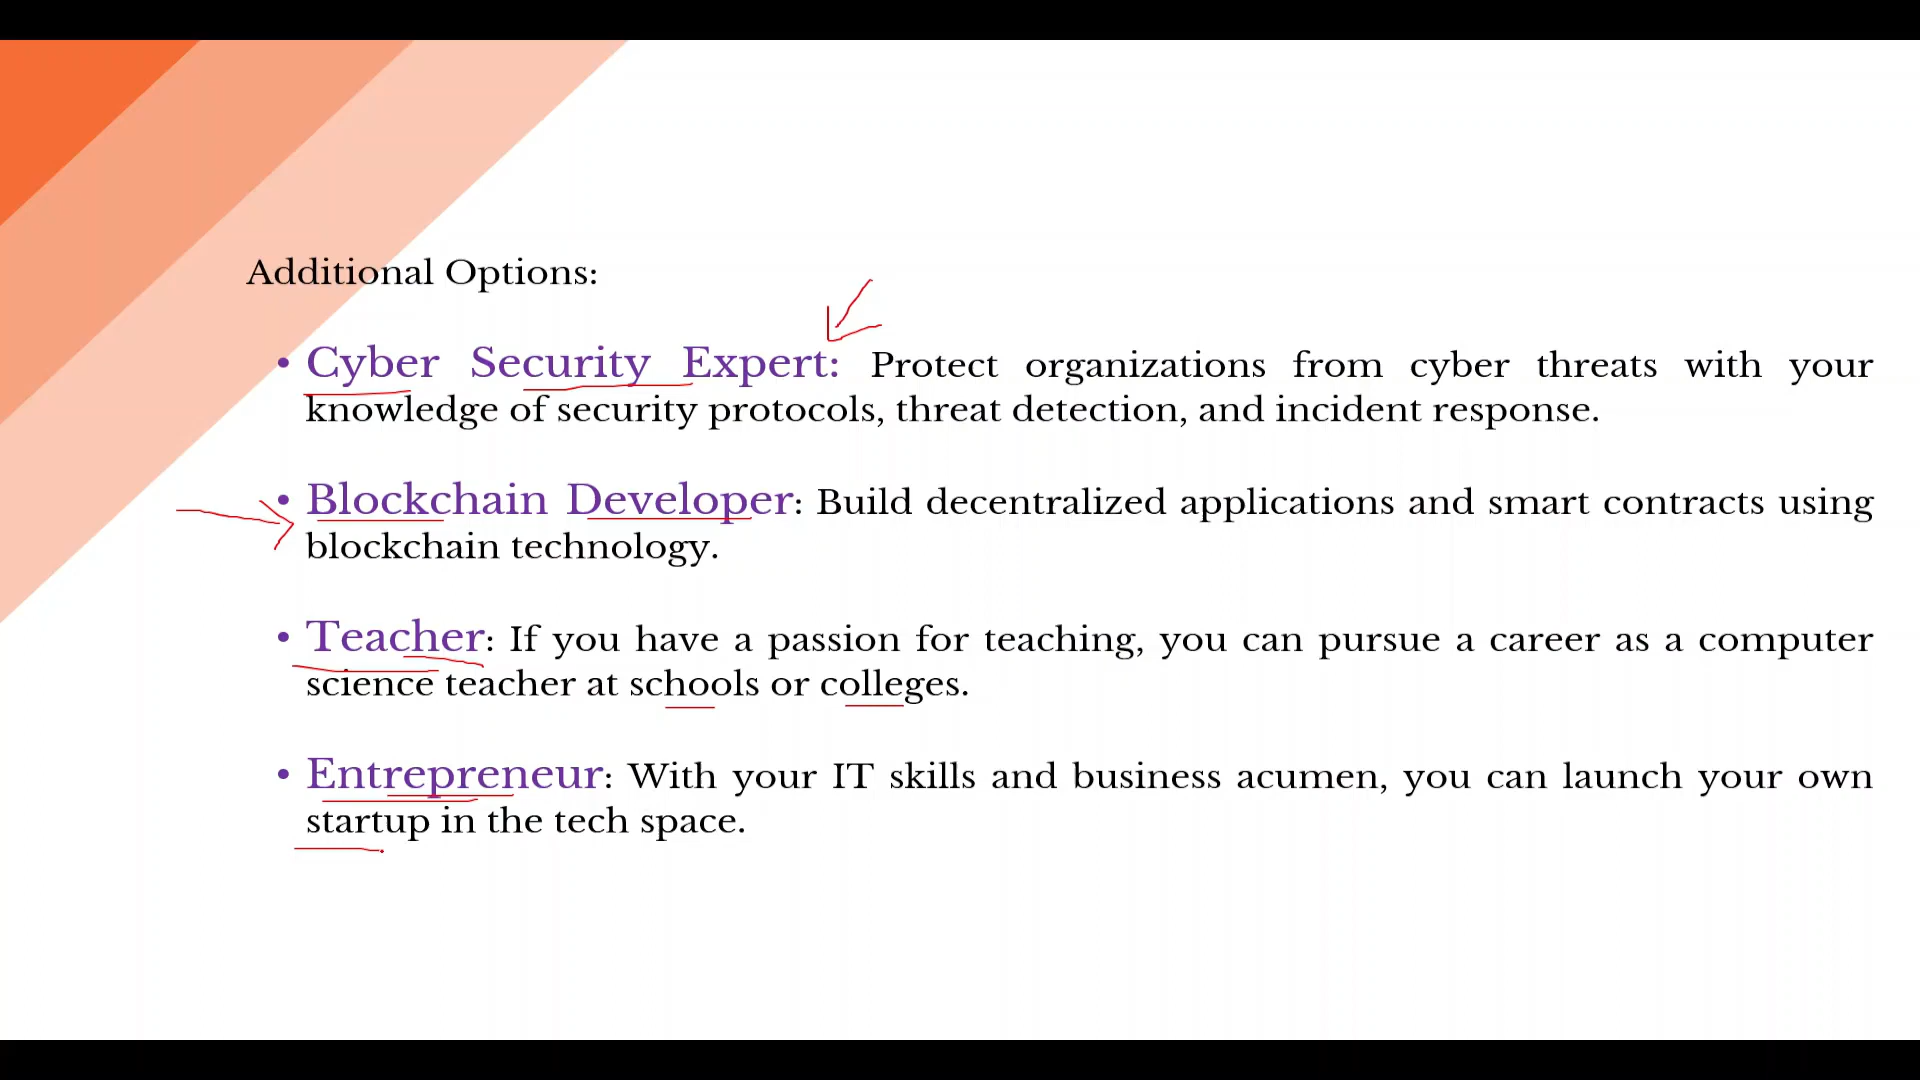 Additional Options:
• Cyber Security Expert: Protect organizations from cyber threats with your
knowledge of security protocols, threat detection, and incident response.
• Blockchain Developer: Build decentralized applications and smart contracts using
blockchain technology.
• Teacher: If you have a passion for teaching, you can pursue a career as a computer
science teacher at schools or colleges.
• Entrepreneur: With your IT skills and business acumen, you can launch your own
startup in the tech space.